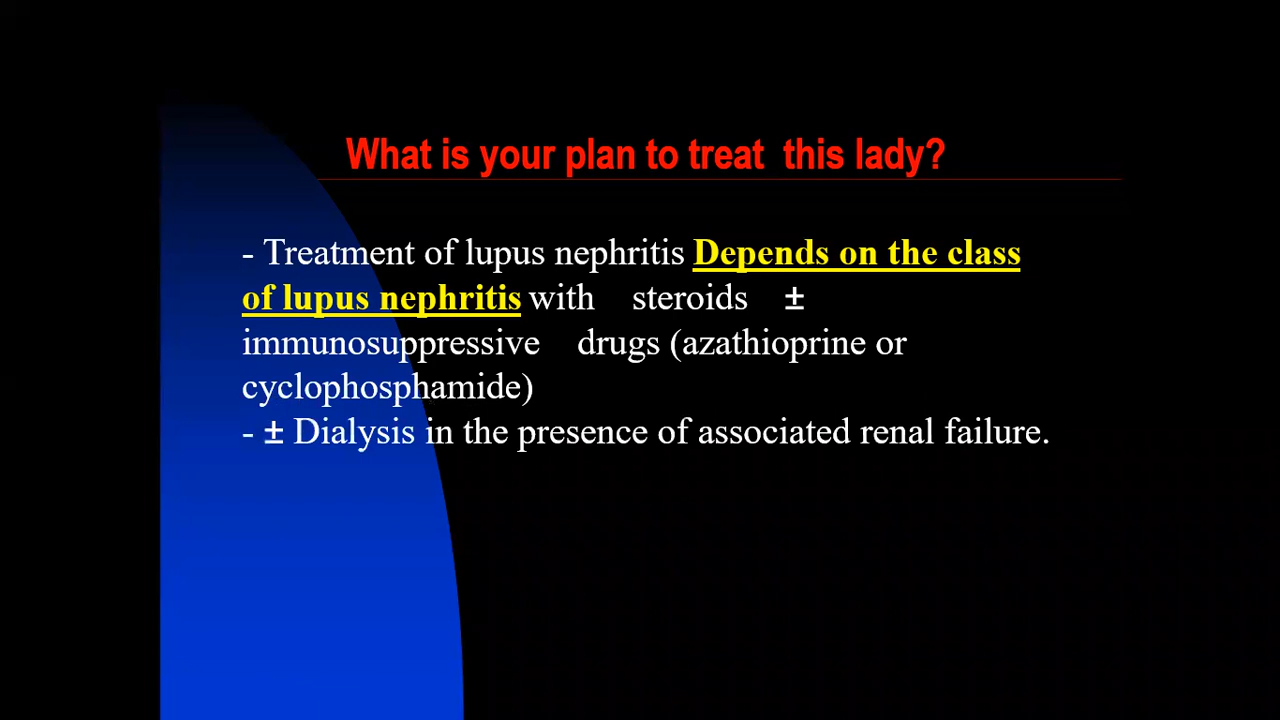 What is your plan to treat  this lady?
- Treatment of lupus nephritis Depends on the class
of lupus nephritis with    steroids    ±
immunosuppressive    drugs (azathioprine or
cyclophosphamide)
- ± Dialysis in the presence of associated renal failure.